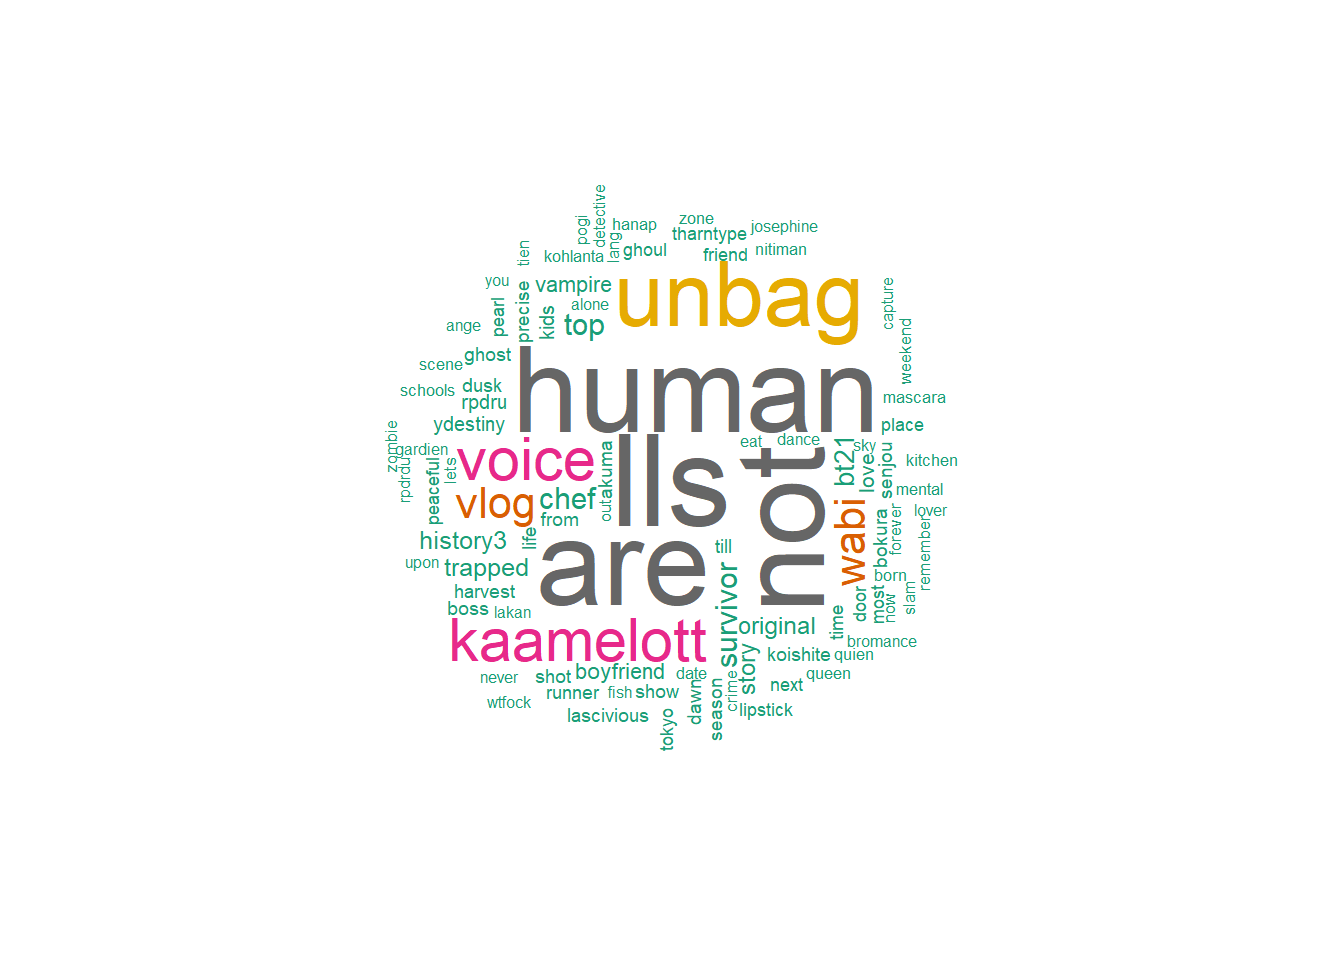 detective
pogi
hanap
zone
josephine
tharntype
lang
ghoul
friend
nitiman
tien
kohlanta
you
vampire
unbag
capture
pearl
precise
kids
alone
top
ange
weekend
ghost
human
scene
schools
dusk
mascara
rpdru
ydestiny
place
zombie
gardien
voice
lls
not
eat
dance
bt21
sky
love
senjou
kitchen
rpdrdu
peaceful
lets
akuma
out
vlog
chef
mental
from
wabi
bokura
forever
lover
remember
history3
life
are
till
upon
trapped
born
harvest
survivor
most
now
slam
door
boss
lakan
kaamelott
original
time
bromance
story
koishite
quien
never
shot
boyfriend
date
queen
crime
next
wtfock
runner
fish
show
dawn
season
lipstick
lascivious
tokyo